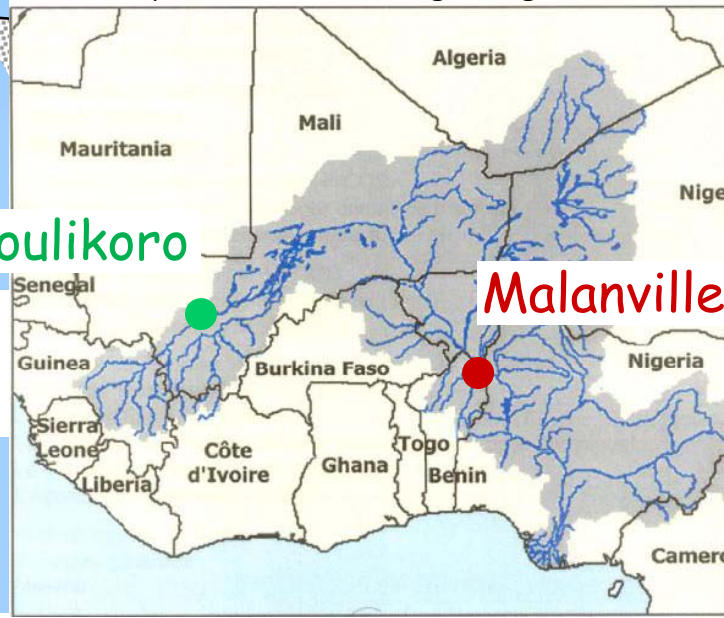 Algeria
Mali
Mauritania
Nige
oulikoro
Senegal
Malanville
Guinea
Burkina Faso
Nigeria
Sierra
Leone
Côte
d'Ivoire
Ghana
Togo
Benin
Liberia
Camero